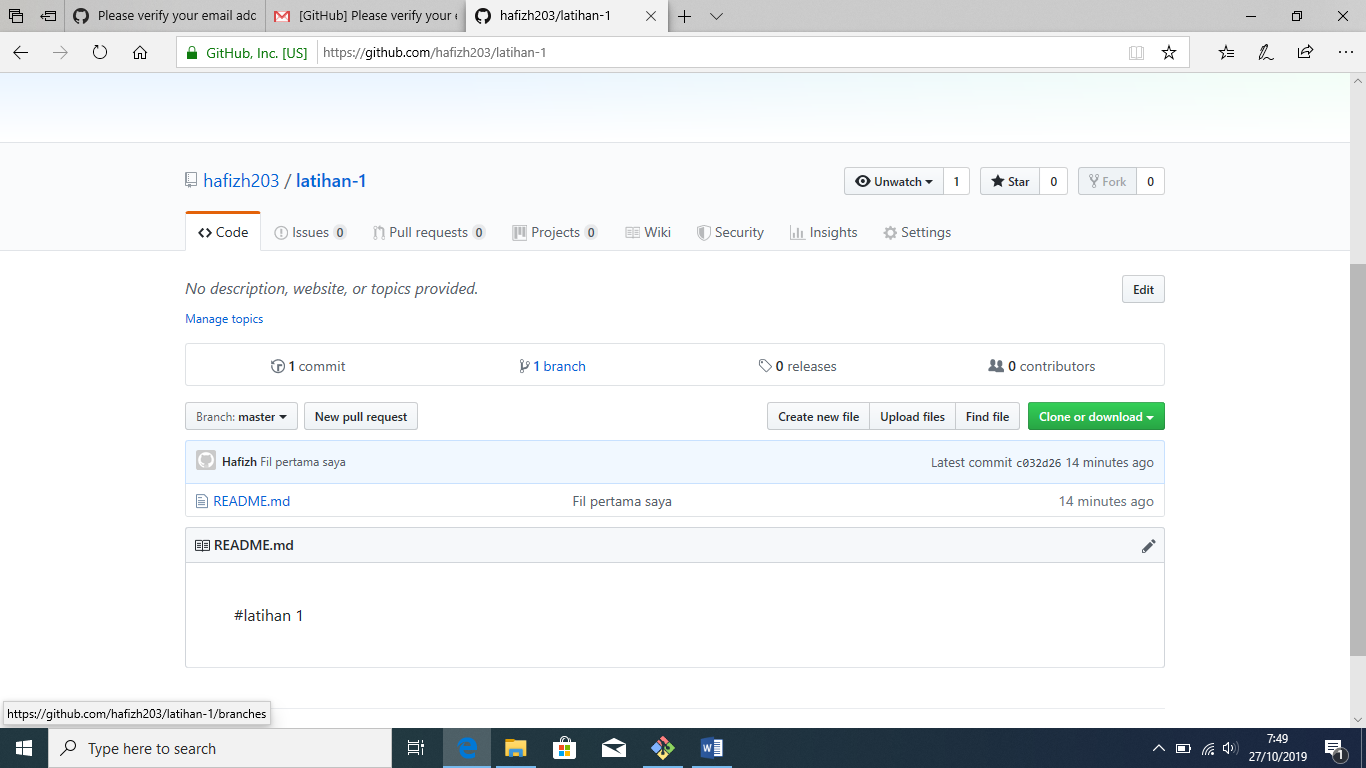 Please verify your email add
[GitHub] Please verify your e
hafizh203/latihan-1
GitHub, Inc. [US]
https://github.com/hafizh203/latihan-1
hafizh203 / latihan-1
Unwatch 1
Star 0
Fork 0
Code
Issues 0
Pull requests 0
Projects 0
Wiki
Security
Insights
Settings
No description, website, or topics provided.
Edit
Manage topics
1 commit
1 branch
0 releases
0 contributors
Branch: master
New pull request
Create new file
Upload files
Find file
Clone or download
Hafizh Fil pertama saya
Latest commit c032d26 14 minutes ago
README.md
Fil pertama saya
14 minutes ago
README.md
#latihan 1
https://github.com/hafizh203/latihan-1/branches
Type here to search
7:49
27/10/2019
1